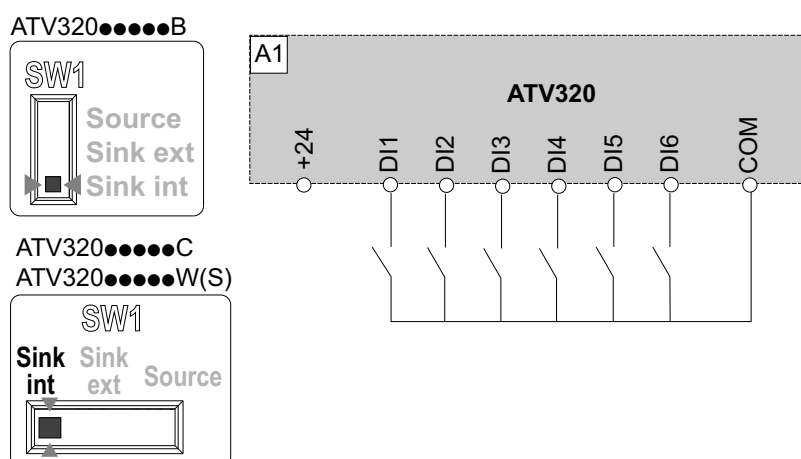 ATV320●●●●●B
SW1
Source
Sink ext
Sink int
ATV320●●●●●C
ATV320●●●●●W(S)
SW1
Sink int
Sink ext
Source
A1
ATV320
+24
DI1
DI2
DI3
DI4
DI5
DI6
COM